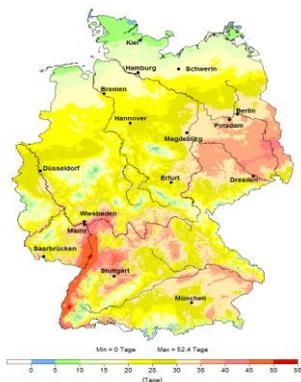 Kiel
Hamburg
Schwerin
Bremen
Berlin
Hannover
Potsdam
Magdeburg
Düsseldorf
Erfurt
Dresden
Wiesbaden
Mainz
Saarbrücken
Stuttgart
München
Min = 0 Tage Max = 52.4 Tage
0 5 10 15 20 25 30 35 40 45 50 55
[Tage]